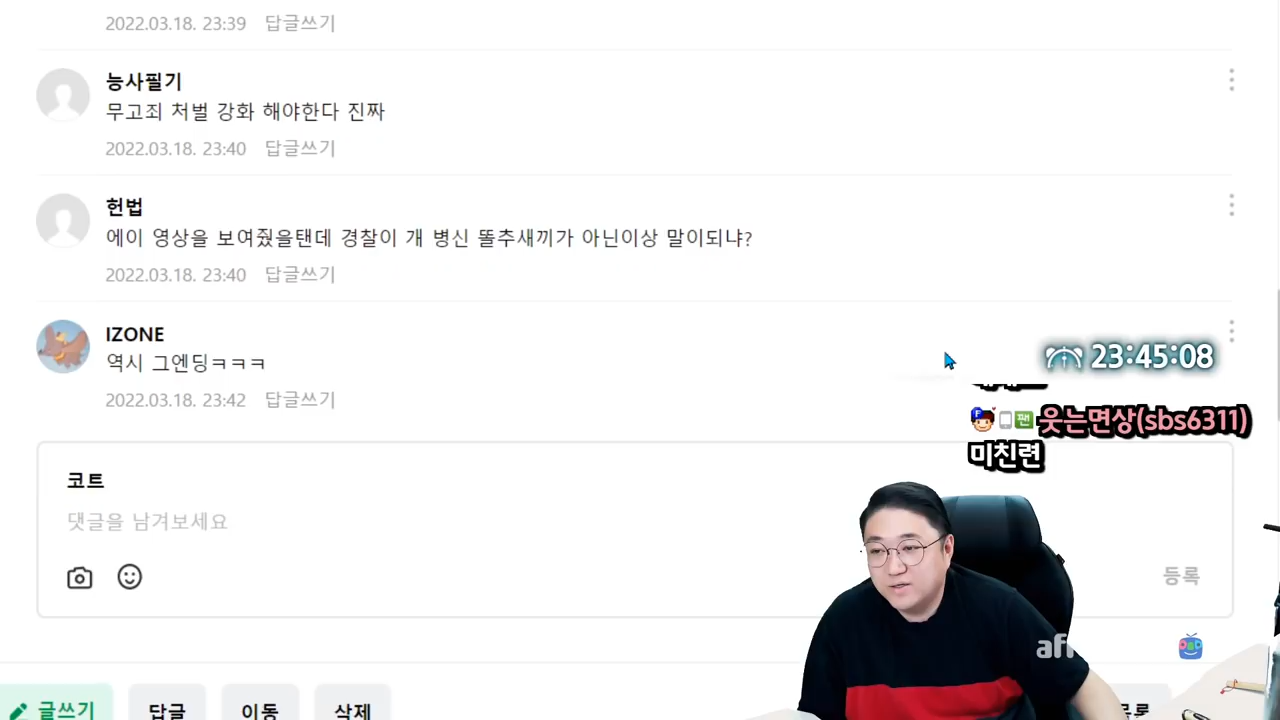 2022.03.18. 23:39 답글쓰기
능사필기
무고죄 처벌 강화 해야한다 진짜
2022.03.18. 23:40 답글쓰기
헌법
에이 영상을 보여줬을탠데 경찰이 개 병신 똘추새끼가 아닌이상 말이되냐?
2022.03.18. 23:40 답글쓰기
IZONE
역시 그엔딩ㅋㅋㅋ
2022.03.18. 23:42 답글쓰기
23:45:08
팬 웃는면상(sbs6311)
미친련
코트
댓글을 남겨보세요
등록
글쓰기 답글 이동 삭제